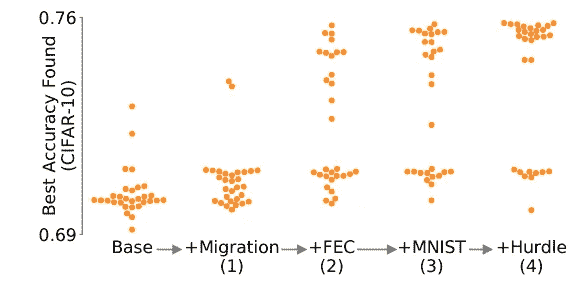 0.76
Best Accuracy Found
(CIFAR-10)
0.69
Base +Migration +FEC +MNIST +Hurdle
(1) (2) (3) (4)